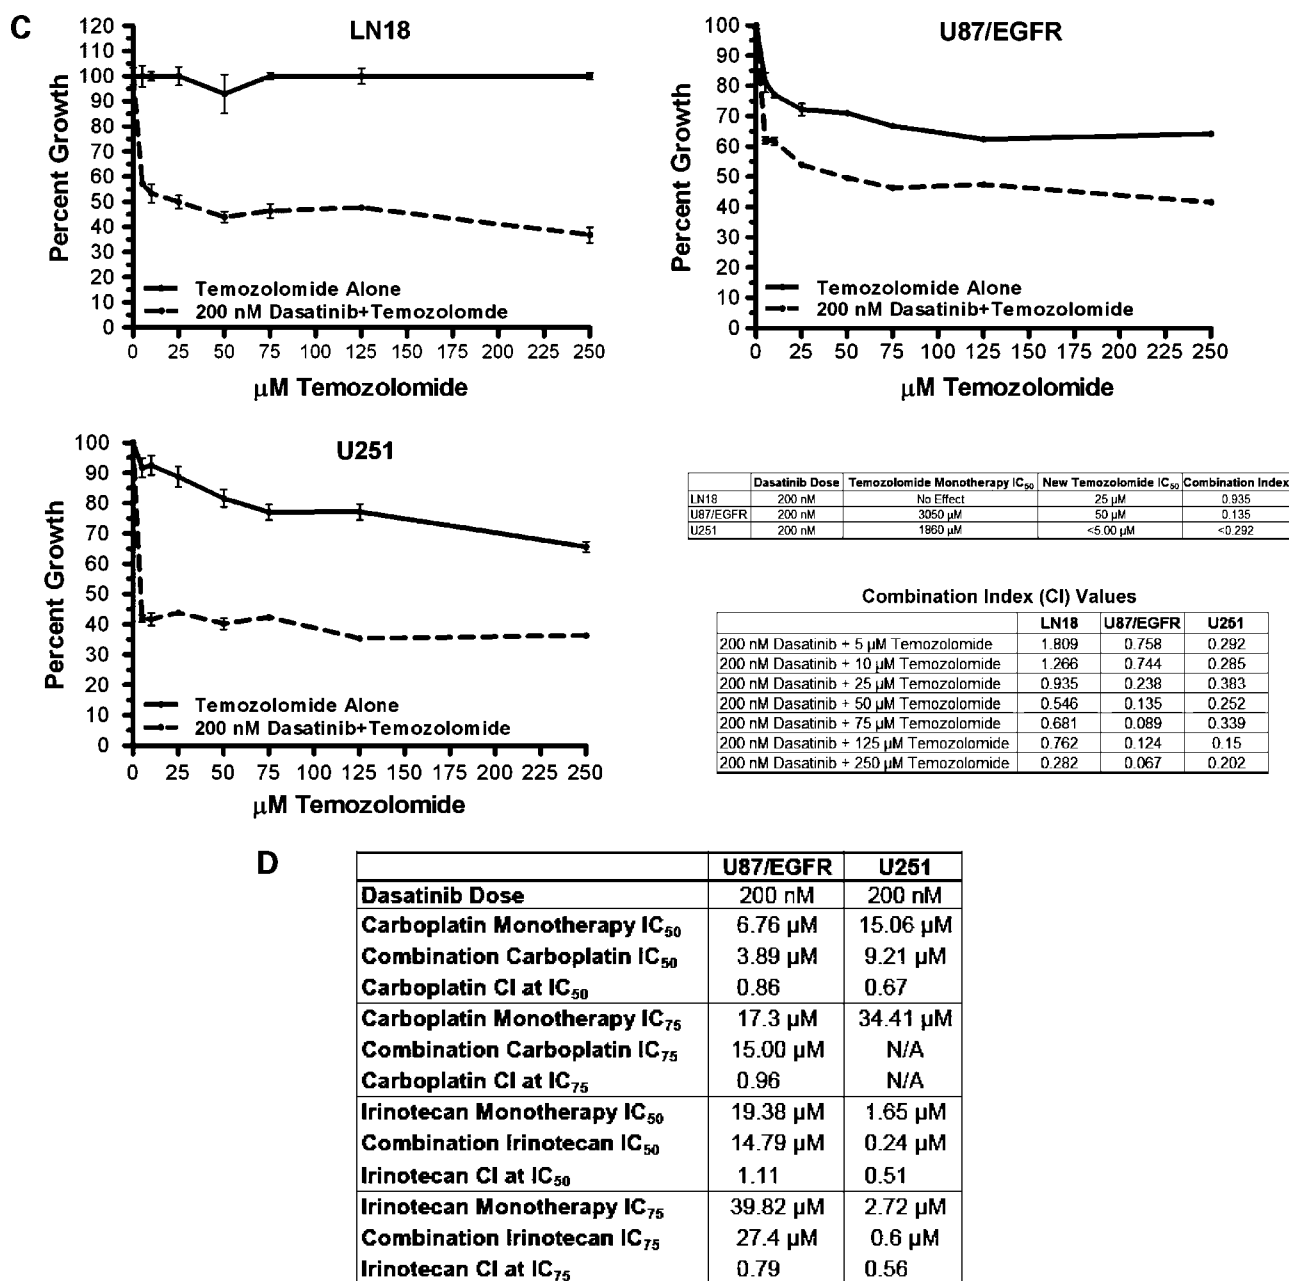 C
LN18
120
110
100
90
80
70
60
50
40
30
20
10
0
Percent Growth
Temozolomide Alone
200 nM Dasatinib+Temozolomde
0 25 50 75 100 125 150 175 200 225 250
μM Temozolomide
U87/EGFR
100
90
80
70
60
50
40
30
20
10
0
Percent Growth
Temozolomide Alone
200 nM Dasatinib+Temozolomide
0 25 50 75 100 125 150 175 200 225 250
μM Temozolomide
U251
100
90
80
70
60
50
40
30
20
10
0
Percent Growth
Temozolomide Alone
200 nM Dasatinib+Temozolomide
0 25 50 75 100 125 150 175 200 225 250
μM Temozolomide
Dasatinib Dose Temozolomide Monotherapy IC50 New Temozolomide IC50 Combination Index
LN18 200 nM No Effect 25 μM 0.935
U87/EGFR 200 nM 3050 μM 50 μM 0.135
U251 200 nM 1860 μM <5.00 μM <0.292
Combination Index (CI) Values
LN18 U87/EGFR U251
200 nM Dasatinib + 5 μM Temozolomide 1.809 0.758 0.292
200 nM Dasatinib + 10 μM Temozolomide 1.266 0.744 0.285
200 nM Dasatinib + 25 μM Temozolomide 0.935 0.238 0.383
200 nM Dasatinib + 50 μM Temozolomide 0.546 0.135 0.252
200 nM Dasatinib + 75 μM Temozolomide 0.681 0.089 0.339
200 nM Dasatinib + 125 μM Temozolomide 0.762 0.124 0.15
200 nM Dasatinib + 250 μM Temozolomide 0.282 0.067 0.202
D
U87/EGFR U251
Dasatinib Dose 200 nM 200 nM
Carboplatin Monotherapy IC50 6.76 μM 15.06 μM
Combination Carboplatin IC50 3.89 μM 9.21 μM
Carboplatin CI at IC50 0.86 0.67
Carboplatin Monotherapy IC75 17.3 μM 34.41 μM
Combination Carboplatin IC75 15.00 μM N/A
Carboplatin CI at IC75 0.96 N/A
Irinotecan Monotherapy IC50 19.38 μM 1.65 μM
Combination Irinotecan IC50 14.79 μM 0.24 μM
Irinotecan CI at IC50 1.11 0.51
Irinotecan Monotherapy IC75 39.82 μM 2.72 μM
Combination Irinotecan IC75 27.4 μM 0.6 μM
Irinotecan CI at IC75 0.79 0.56